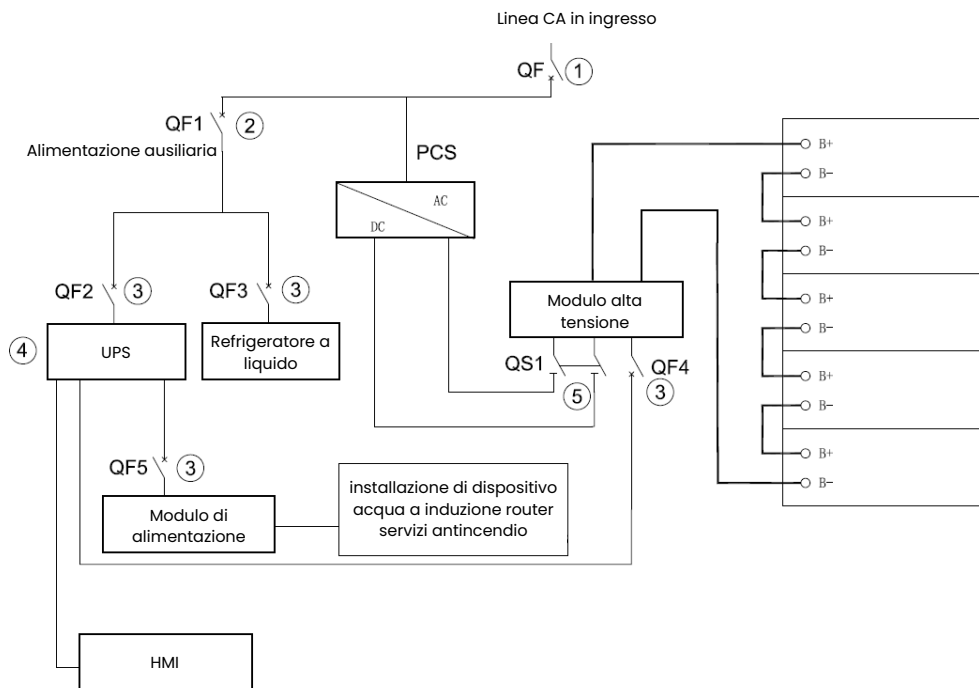 Linea CA in ingresso
QF
1
QF1
2
Alimentazione ausiliaria
PCS
AC
DC
B+
B-
B+
B-
B+
B-
B+
B-
B+
B-
QF2
3
QF3
3
Modulo alta
tensione
4
UPS
Refrigeratore a
liquido
QS1
5
QF4
3
QF5
3
Modulo di
alimentazione
installazione di dispositivo
acqua a induzione router
servizi antincendio
HMI